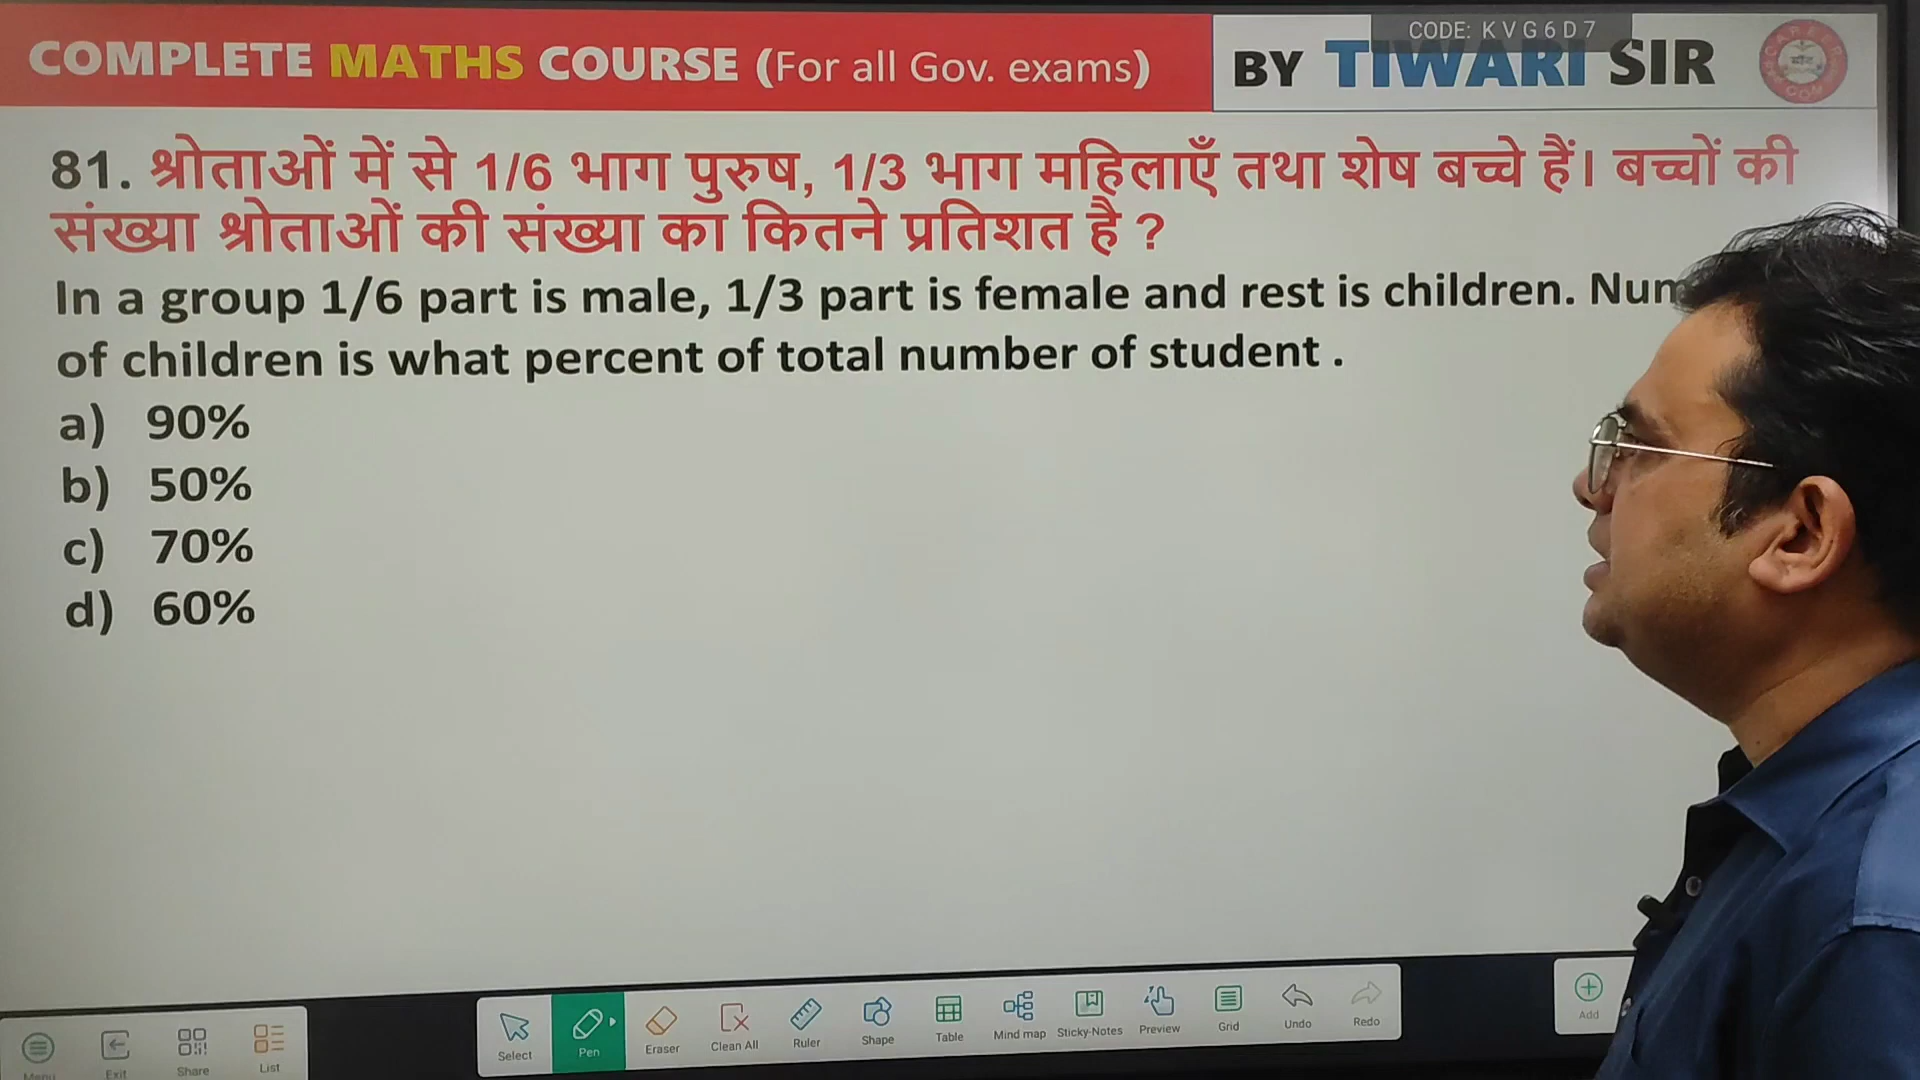 COMPLETE MATHS COURSE (For all Gov. exams)
BY TIWARI SIR
CODE: K V G 6 D 7
81. श्रोताओं में से 1/6 भाग पुरुष, 1/3 भाग महिलाएँ तथा शेष बच्चे हैं। बच्चों की
संख्या श्रोताओं की संख्या का कितने प्रतिशत है ?
In a group 1/6 part is male, 1/3 part is female and rest is children. Num
of children is what percent of total number of student .
a) 90%
b) 50%
c) 70%
d) 60%
Menu
Exit
Share
List
Select
Pen
Eraser
Clean All
Ruler
Shape
Table
Mind map
Sticky-Notes
Preview
Grid
Undo
Redo
Add